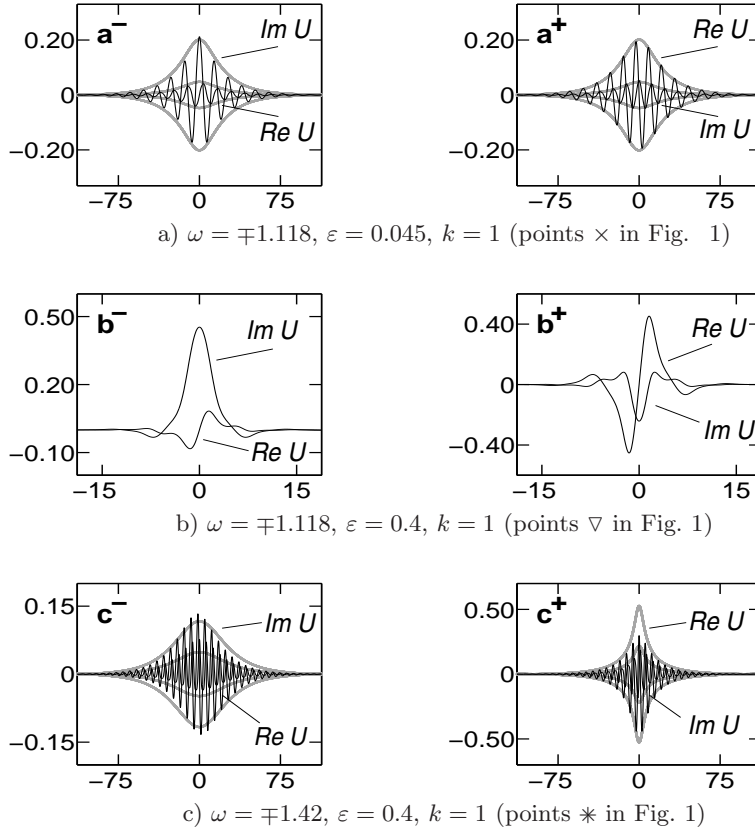 a−
Im U
Re U
0.20
0
−0.20
−75 0 75
a+
Re U
Im U
0.20
0
−0.20
−75 0 75
a) ω = ∓1.118, ε = 0.045, k = 1 (points × in Fig. 1)
b−
Im U
Re U
0.50
0.20
−0.10
−15 0 15
b+
Re U
Im U
0.40
0
−0.40
−15 0 15
b) ω = ∓1.118, ε = 0.4, k = 1 (points ▽ in Fig. 1)
c−
Im U
Re U
0.15
0
−0.15
−75 0 75
c+
Re U
Im U
0.50
0
−0.50
−75 0 75
c) ω = ∓1.42, ε = 0.4, k = 1 (points ∗ in Fig. 1)